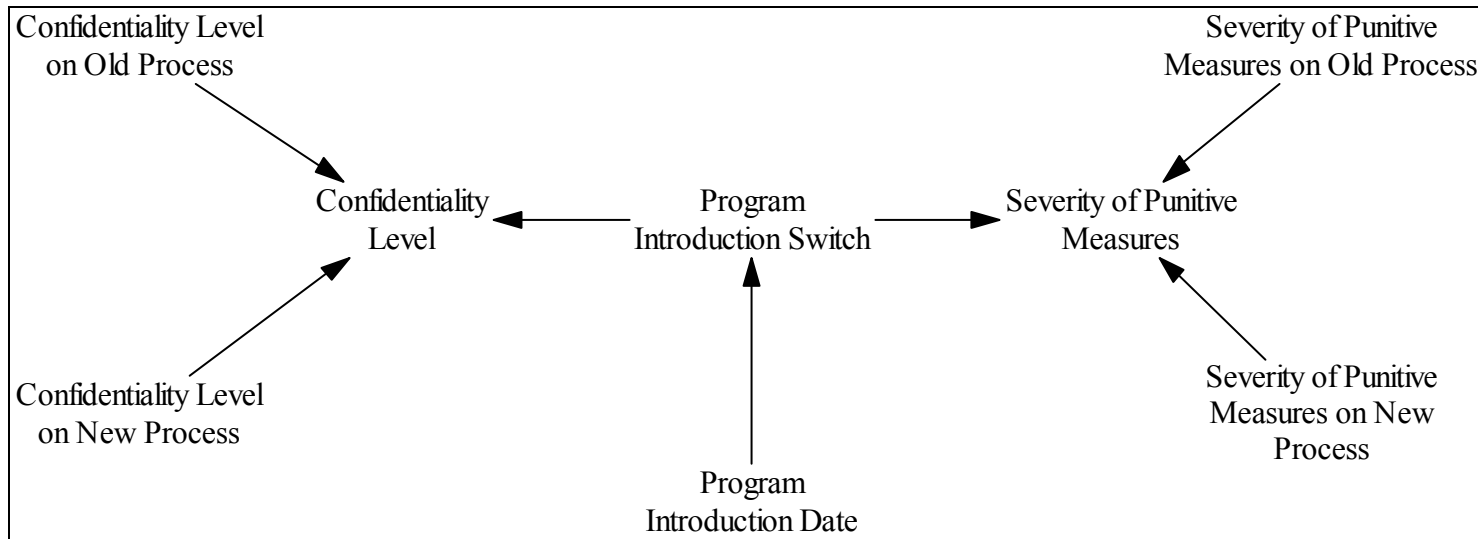 Confidentiality Level
on Old Process
Severity of Punitive
Measures on Old Process
Confidentiality
Level
Program
Introduction Switch
Severity of Punitive
Measures
Confidentiality Level
on New Process
Severity of Punitive
Measures on New
Process
Program
Introduction Date